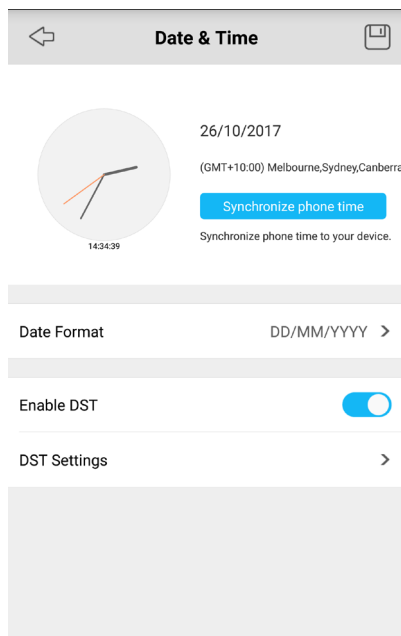 Date & Time
26/10/2017
(GMT+10:00) Melbourne,Sydney,Canberra
Synchronize phone time
Synchronize phone time to your device.
14:34:39
Date Format DD/MM/YYYY
Enable DST
DST Settings